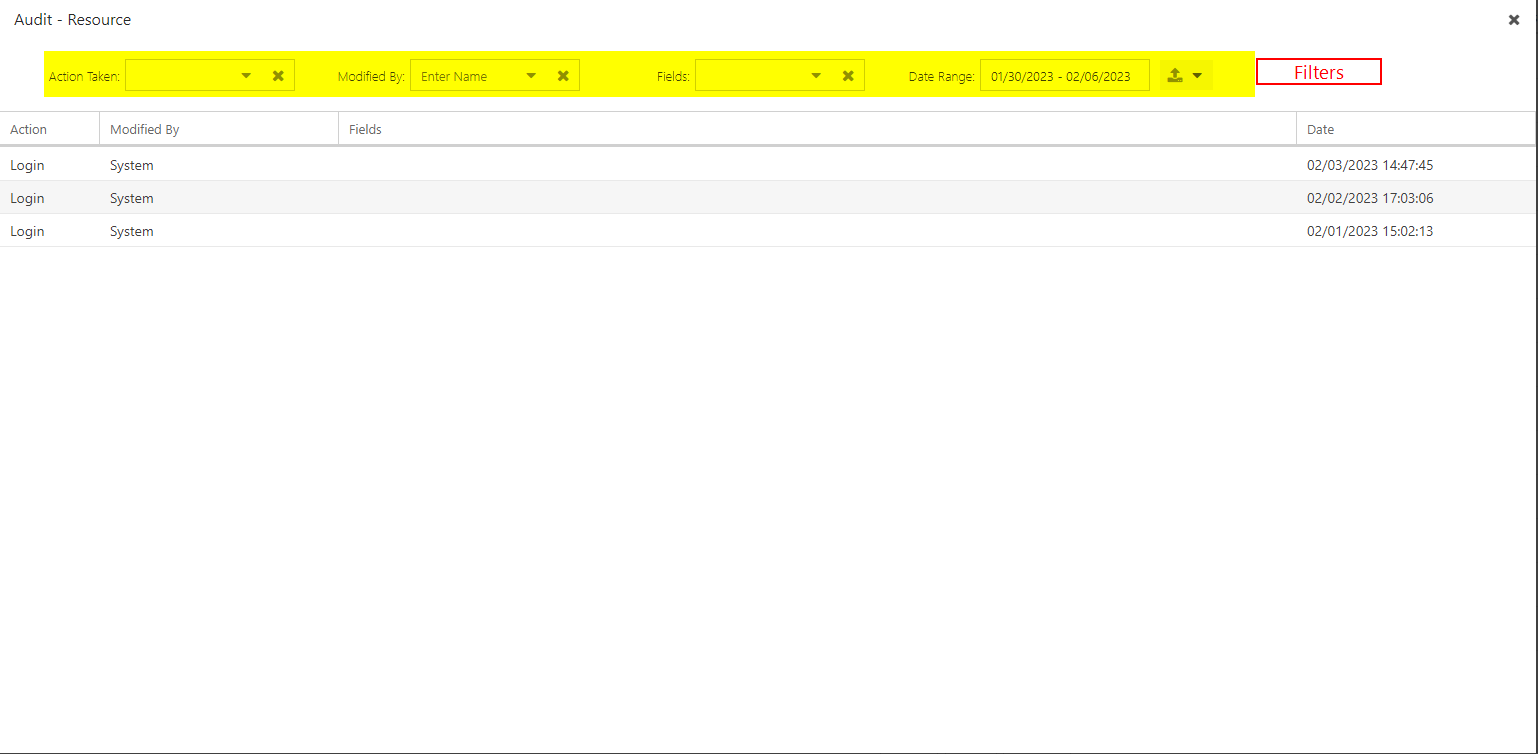 Audit - Resource
Action Taken: Modified By: Enter Name Fields: Date Range: 01/30/2023 - 02/06/2023 Filters
Action Modified By Fields Date
Login System 02/03/2023 14:47:45
Login System 02/02/2023 17:03:06
Login System 02/01/2023 15:02:13